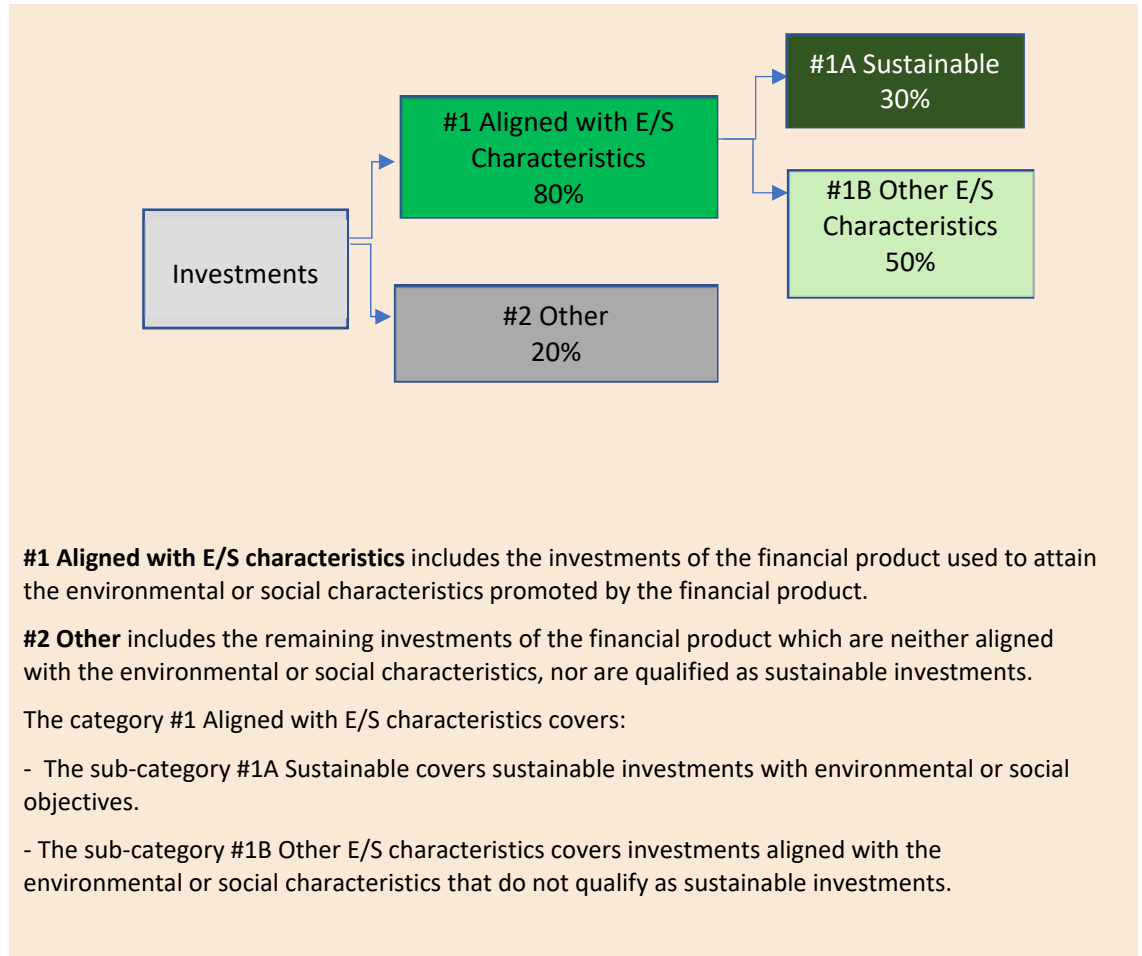 #1A Sustainable
30%
#1 Aligned with E/S
Characteristics
80%
#1B Other E/S
Characteristics
50%
Investments
#2 Other
20%
#1 Aligned with E/S characteristics includes the investments of the financial product used to attain
the environmental or social characteristics promoted by the financial product.
#2 Other includes the remaining investments of the financial product which are neither aligned
with the environmental or social characteristics, nor are qualified as sustainable investments.
The category #1 Aligned with E/S characteristics covers:
- The sub-category #1A Sustainable covers sustainable investments with environmental or social
objectives.
- The sub-category #1B Other E/S characteristics covers investments aligned with the
environmental or social characteristics that do not qualify as sustainable investments.